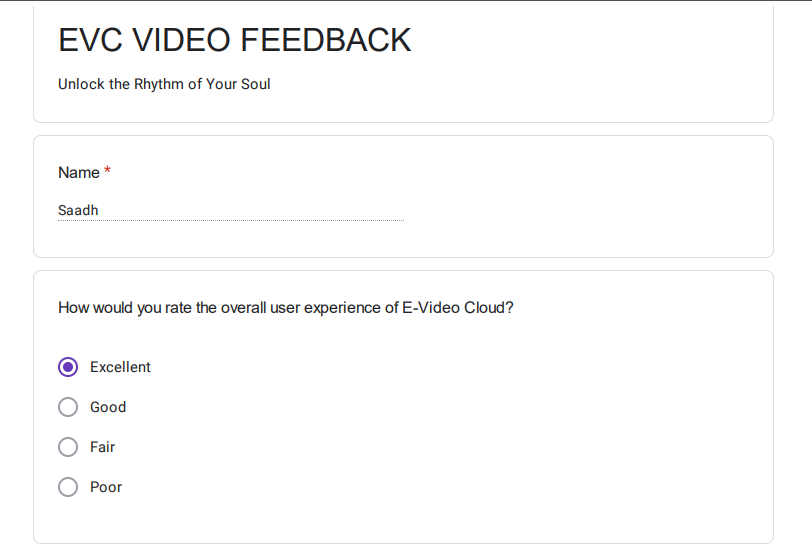 EVC VIDEO FEEDBACK
Unlock the Rhythm of Your Soul
Name *
Saadh
How would you rate the overall user experience of E-Video Cloud?
Excellent
Good
Fair
Poor